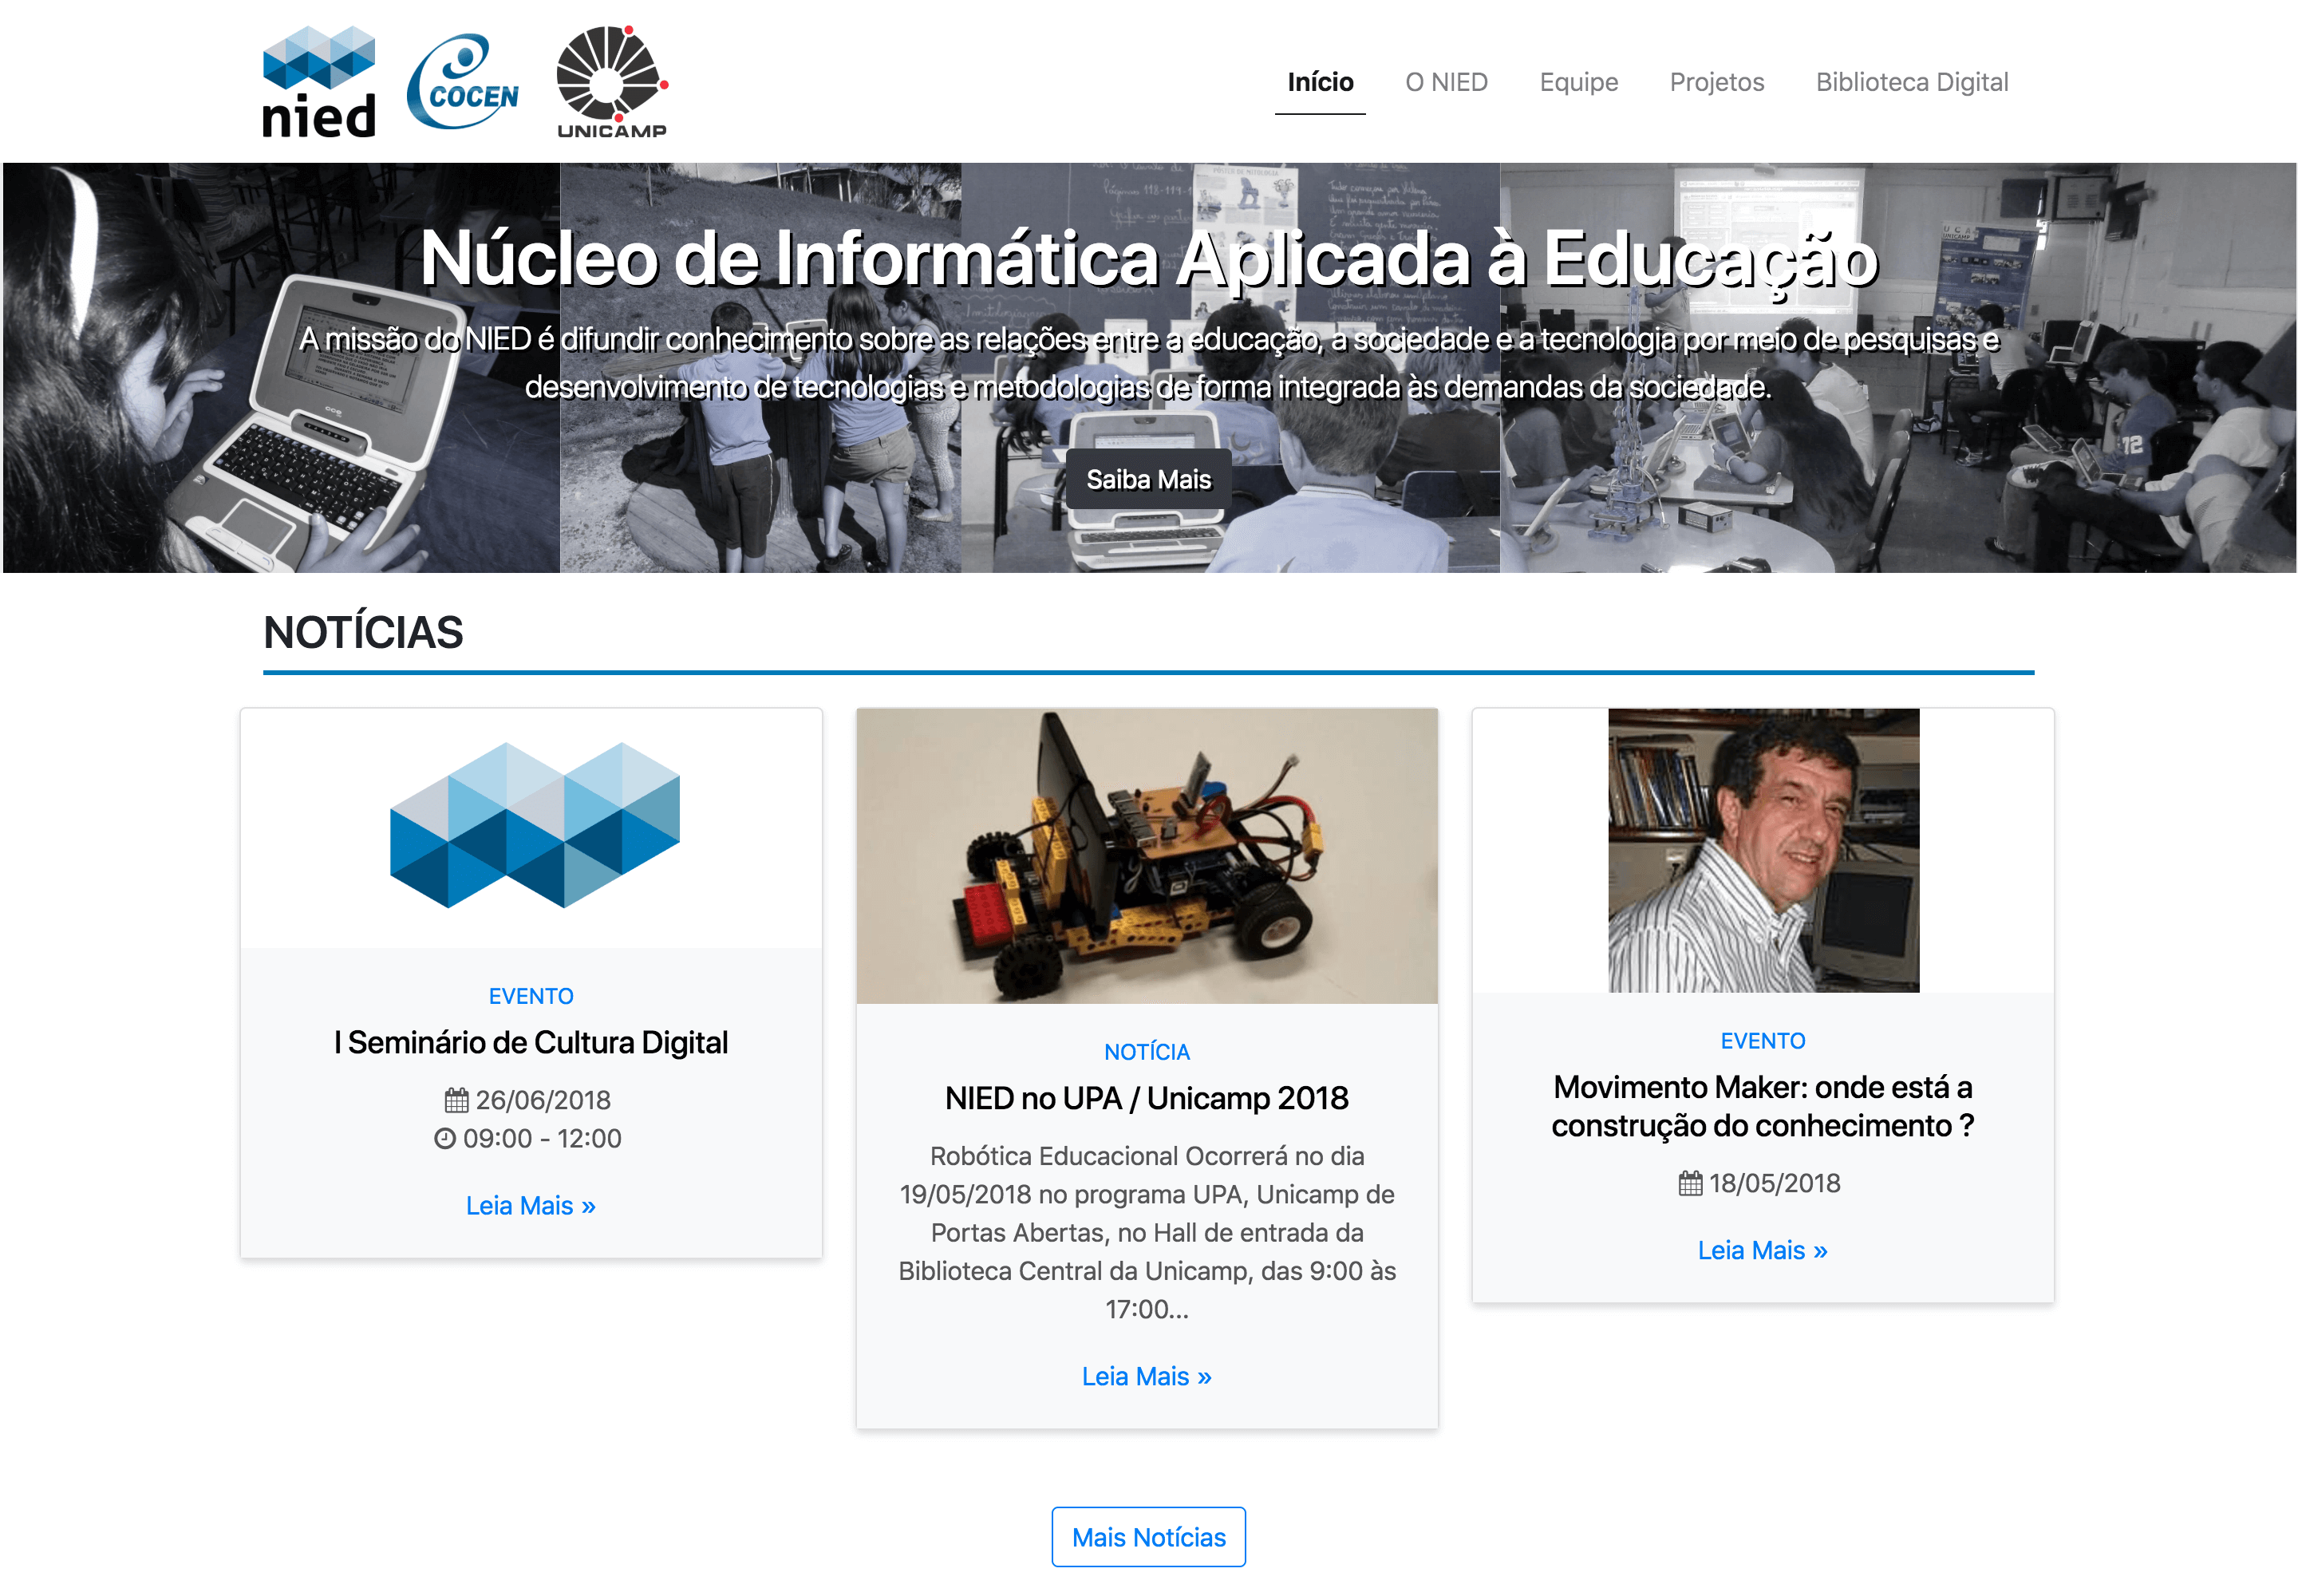 nied
COCEN
UNICAMP
Início
O NIED
Equipe
Projetos
Biblioteca Digital
Núcleo de Informática Aplicada à Educação
A missão do NIED é difundir conhecimento sobre as relações entre a educação, a sociedade e a tecnologia por meio de pesquisas e
desenvolvimento de tecnologias e metodologias de forma integrada às demandas da sociedade.
Saiba Mais
NOTÍCIAS
EVENTO
I Seminário de Cultura Digital
26/06/2018
09:00 - 12:00
Leia Mais »
NOTÍCIA
NIED no UPA / Unicamp 2018
Robótica Educacional Ocorrerá no dia
19/05/2018 no programa UPA, Unicamp de
Portas Abertas, no Hall de entrada da
Biblioteca Central da Unicamp, das 9:00 às
17:00...
Leia Mais »
EVENTO
Movimento Maker: onde está a
construção do conhecimento ?
18/05/2018
Leia Mais »
Mais Notícias